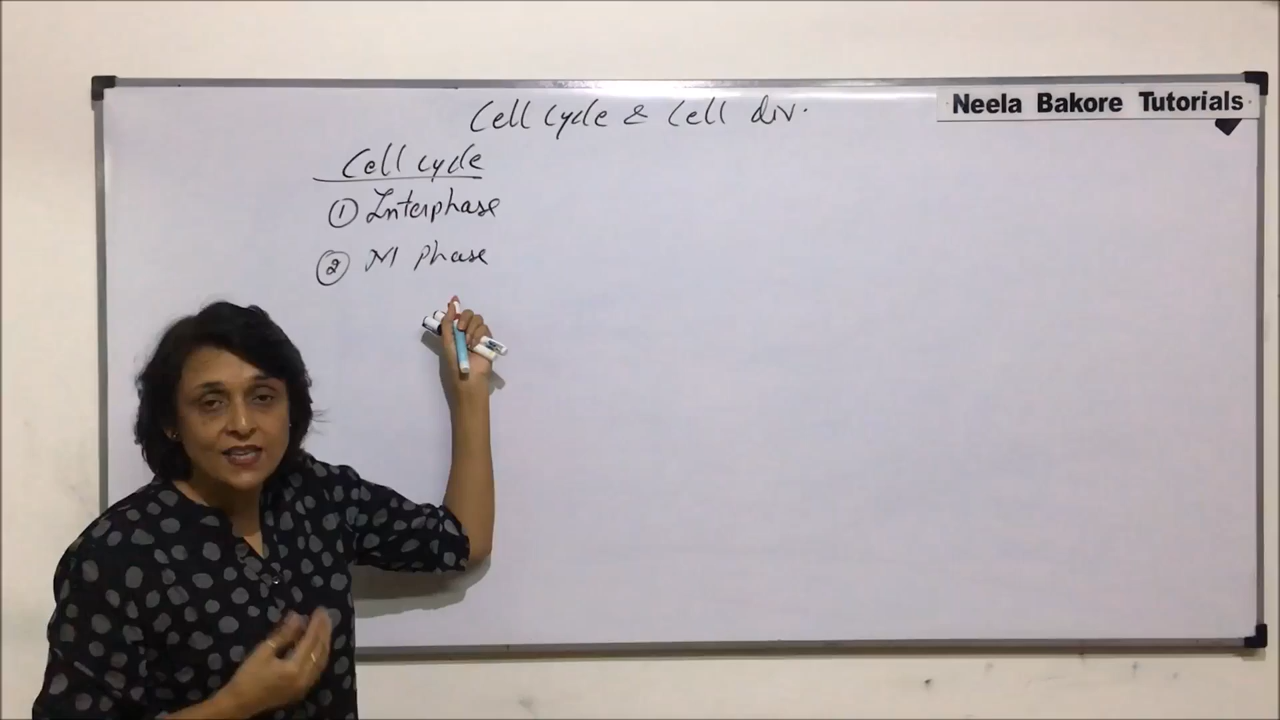 Neela Bakore Tutorials
Cell Cycle & Cell div.
Cell cycle
① Interphase
② M phase